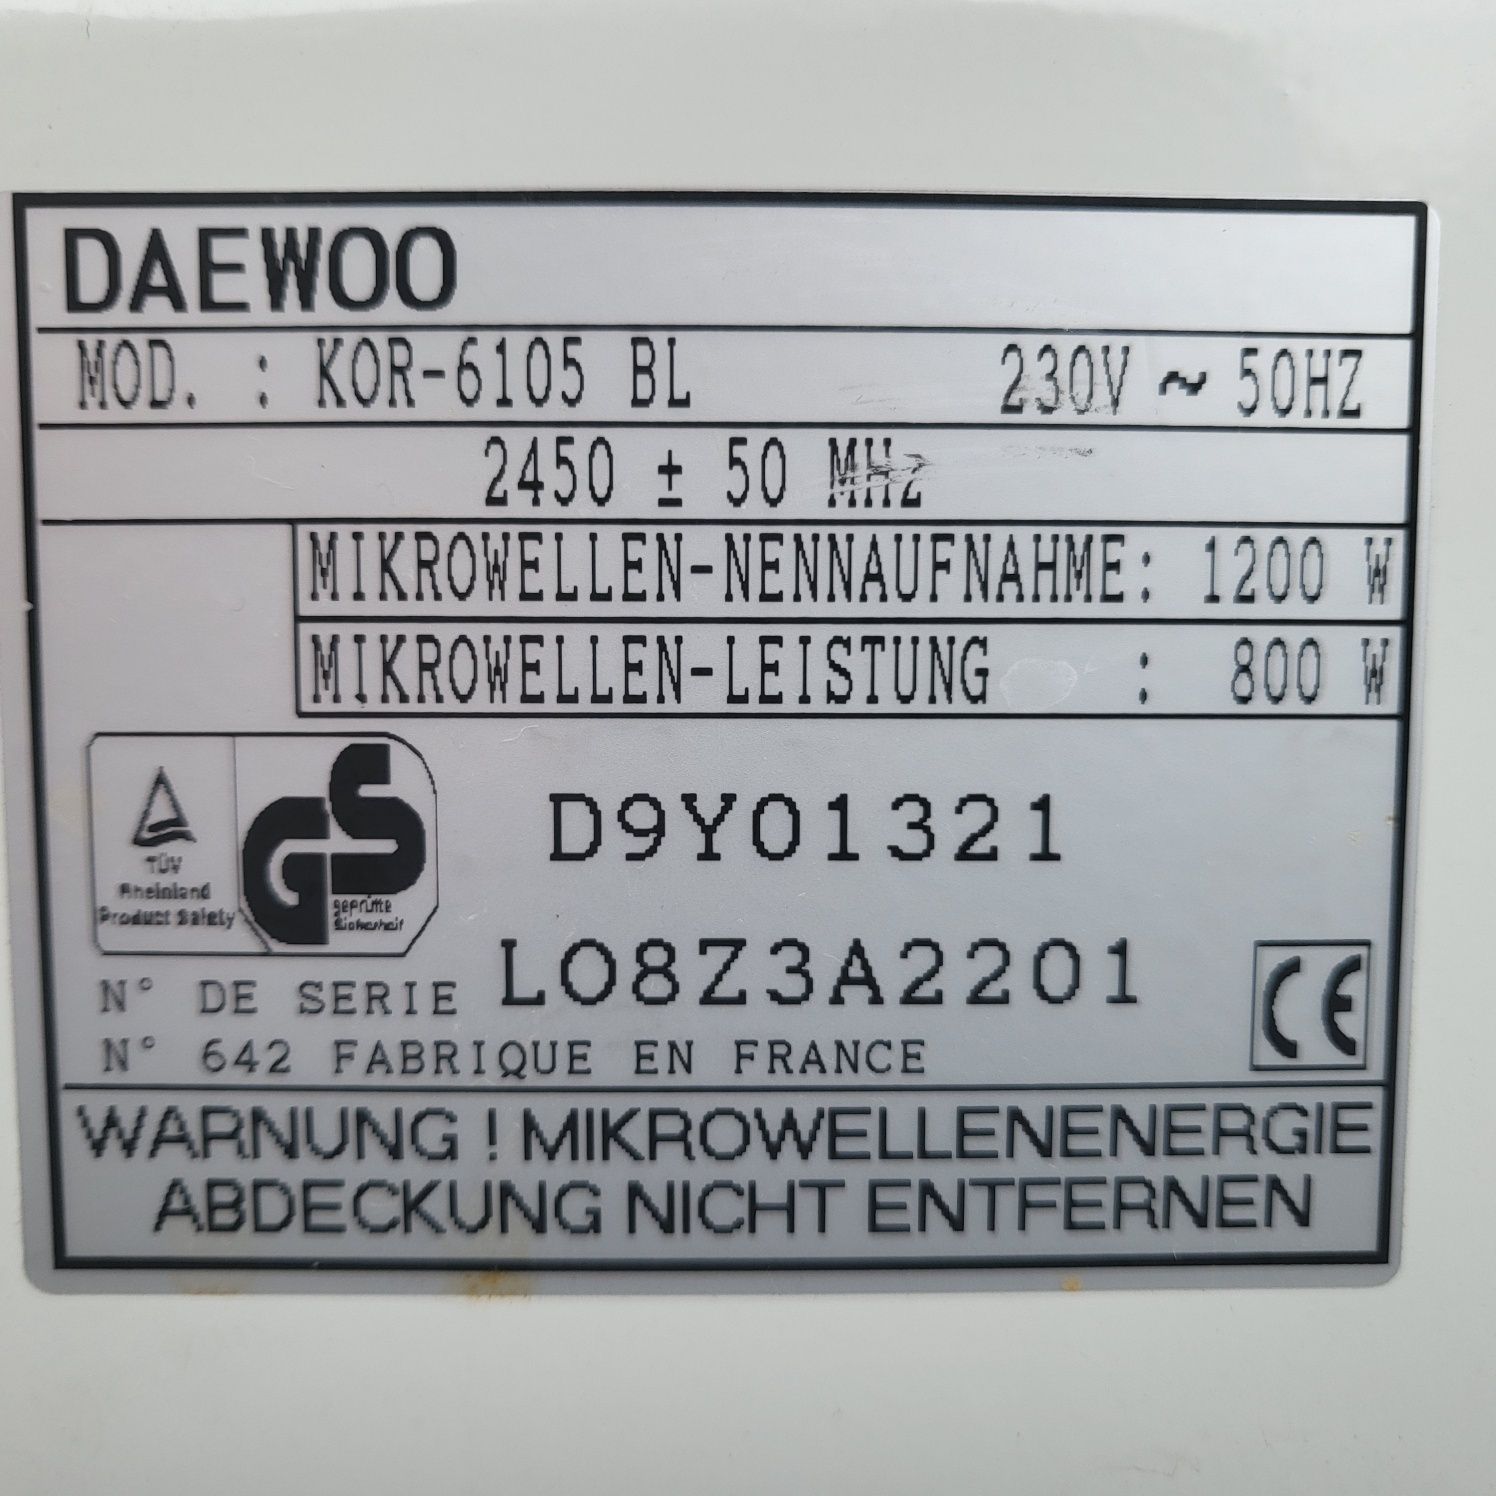 DAEWOO
MOD. : KOR-6105 BL 230V ~ 50HZ
2450 ± 50 MHz
MIKROWELLEN-NENNAUFNAHME: 1200 W
MIKROWELLEN-LEISTUNG : 800 W
TÜV
Rheinland
Product Safety
GS
geprüfte
Sicherheit
D9Y01321
N° DE SERIE LO8Z3A2201
N° 642 FABRIQUE EN FRANCE
CE
WARNUNG ! MIKROWELLENENERGIE
ABDECKUNG NICHT ENTFERNEN